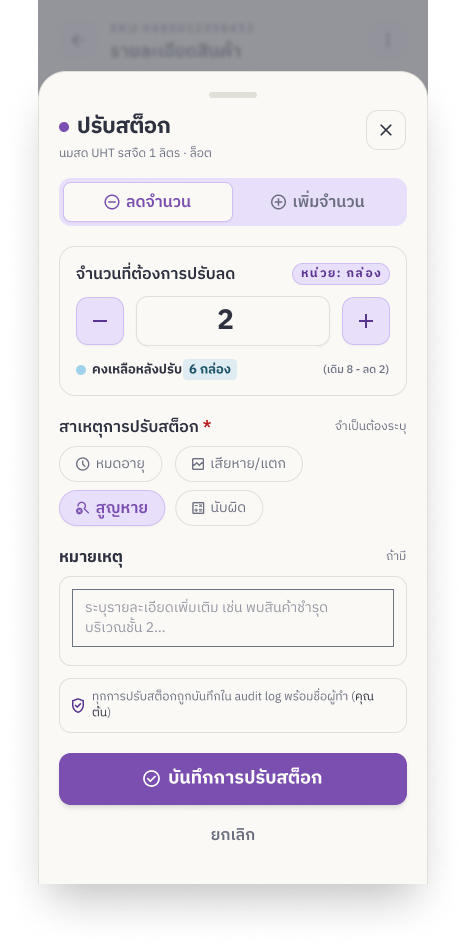 รายละเอียดสินค้า
ปรับสต็อก
นมสด UHT รสจืด 1 ลิตร · ล็อต
ลดจำนวน
เพิ่มจำนวน
จำนวนที่ต้องการปรับลด
หน่วย: กล่อง
2
คงเหลือหลังปรับ 6 กล่อง
(เดิม 8 - ลด 2)
สาเหตุการปรับสต็อก *
จำเป็นต้องระบุ
หมดอายุ
เสียหาย/แตก
สูญหาย
นับผิด
หมายเหตุ
ถ้ามี
ระบุรายละเอียดเพิ่มเติม เช่น พบสินค้าชำรุด
บริเวณชั้น 2...
ทุกการปรับสต็อกถูกบันทึกใน audit log พร้อมชื่อผู้ทำ (คุณ
ต้น)
บันทึกการปรับสต็อก
ยกเลิก